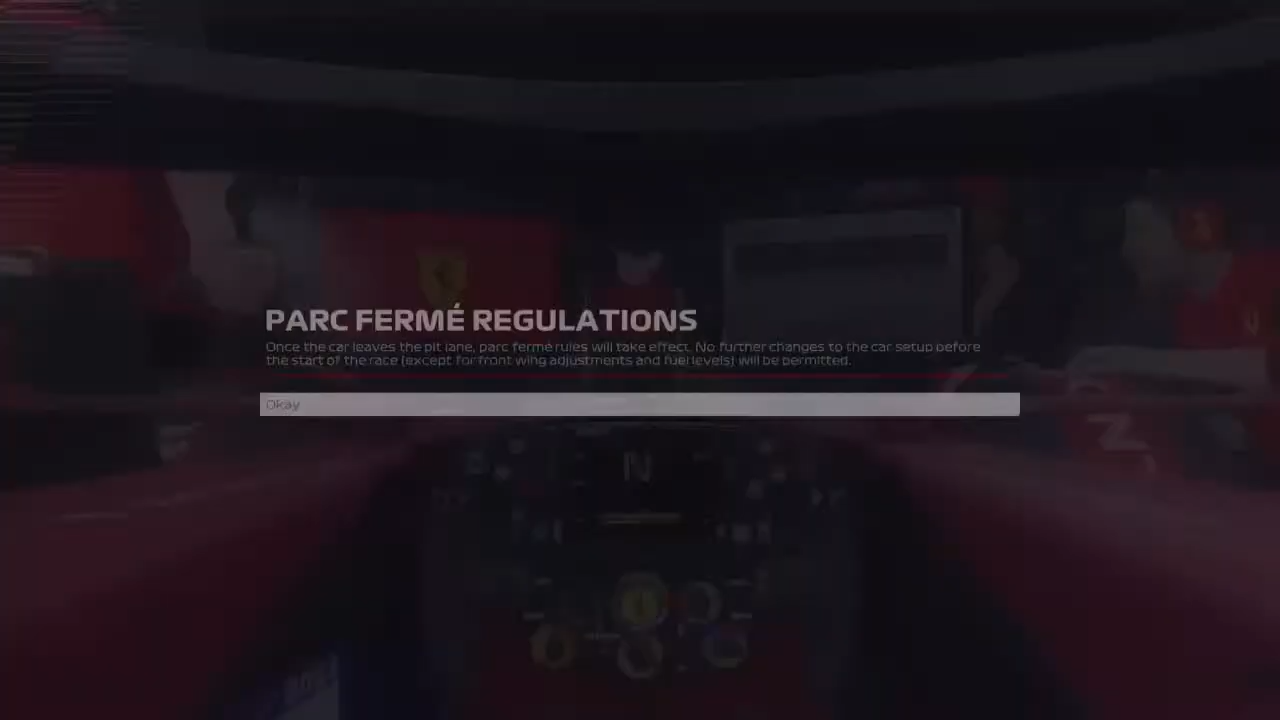 PARC FERMÉ REGULATIONS
Once the car leaves the pit lane, parc fermé rules will take effect. No further changes to the car setup before
the start of the race (except for front wing adjustments and fuel levels) will be permitted.
Okay
N